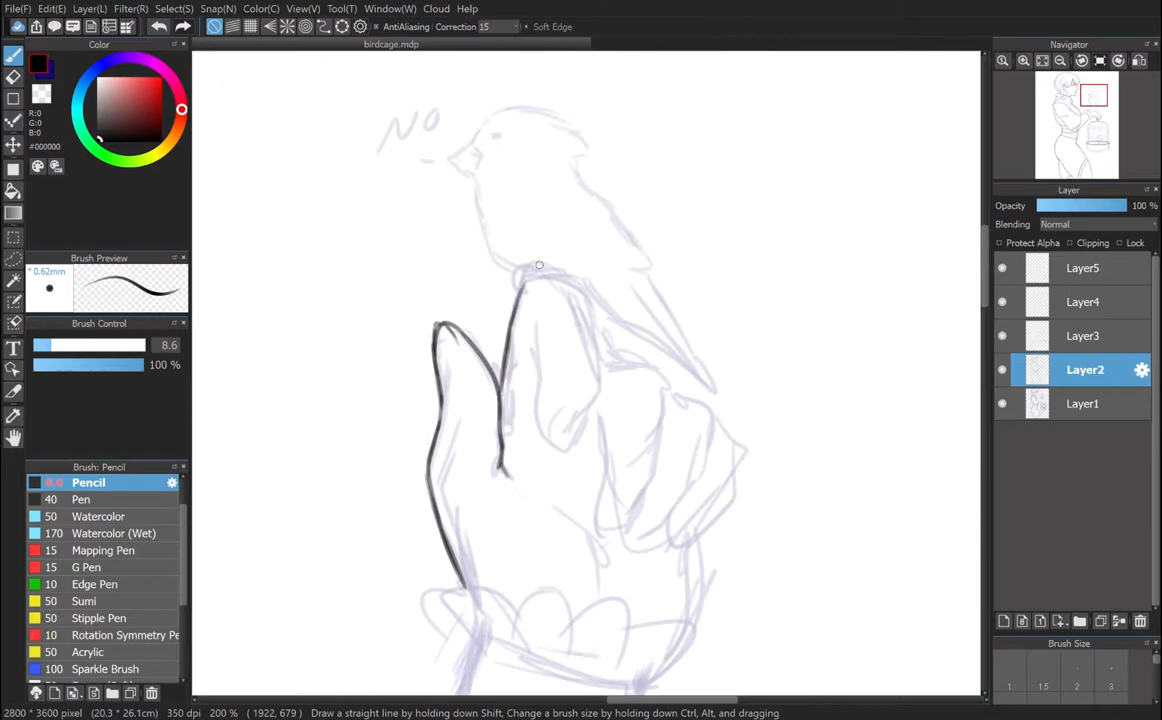 File(F) Edit(E) Layer(L) Filter(R) Select(S) Snap(N) Color(C) View(V) Tool(T) Window(W) Cloud Help
AntiAliasing Correction 15 Soft Edge
birdcage.mdp
Color
R:0
G:0
B:0
#000000
Brush Preview
* 0.62mm
Brush Control
8.6
100 %
Brush: Pencil
Pencil
40 Pen
50 Watercolor
170 Watercolor (Wet)
15 Mapping Pen
15 G Pen
10 Edge Pen
50 Sumi
50 Stipple Pen
10 Rotation Symmetry Pe
50 Acrylic
100 Sparkle Brush
NO
Navigator
Layer
Opacity 100 %
Blending Normal
Protect Alpha Clipping Lock
Layer5
Layer4
Layer3
Layer2
Layer1
Brush Size
1 1.5 2 3
2800 * 3600 pixel (20.3 * 26.1cm) 350 dpi 200 % ( 1922, 679 ) Draw a straight line by holding down Shift, Change a brush size by holding down Ctrl, Alt, and dragging